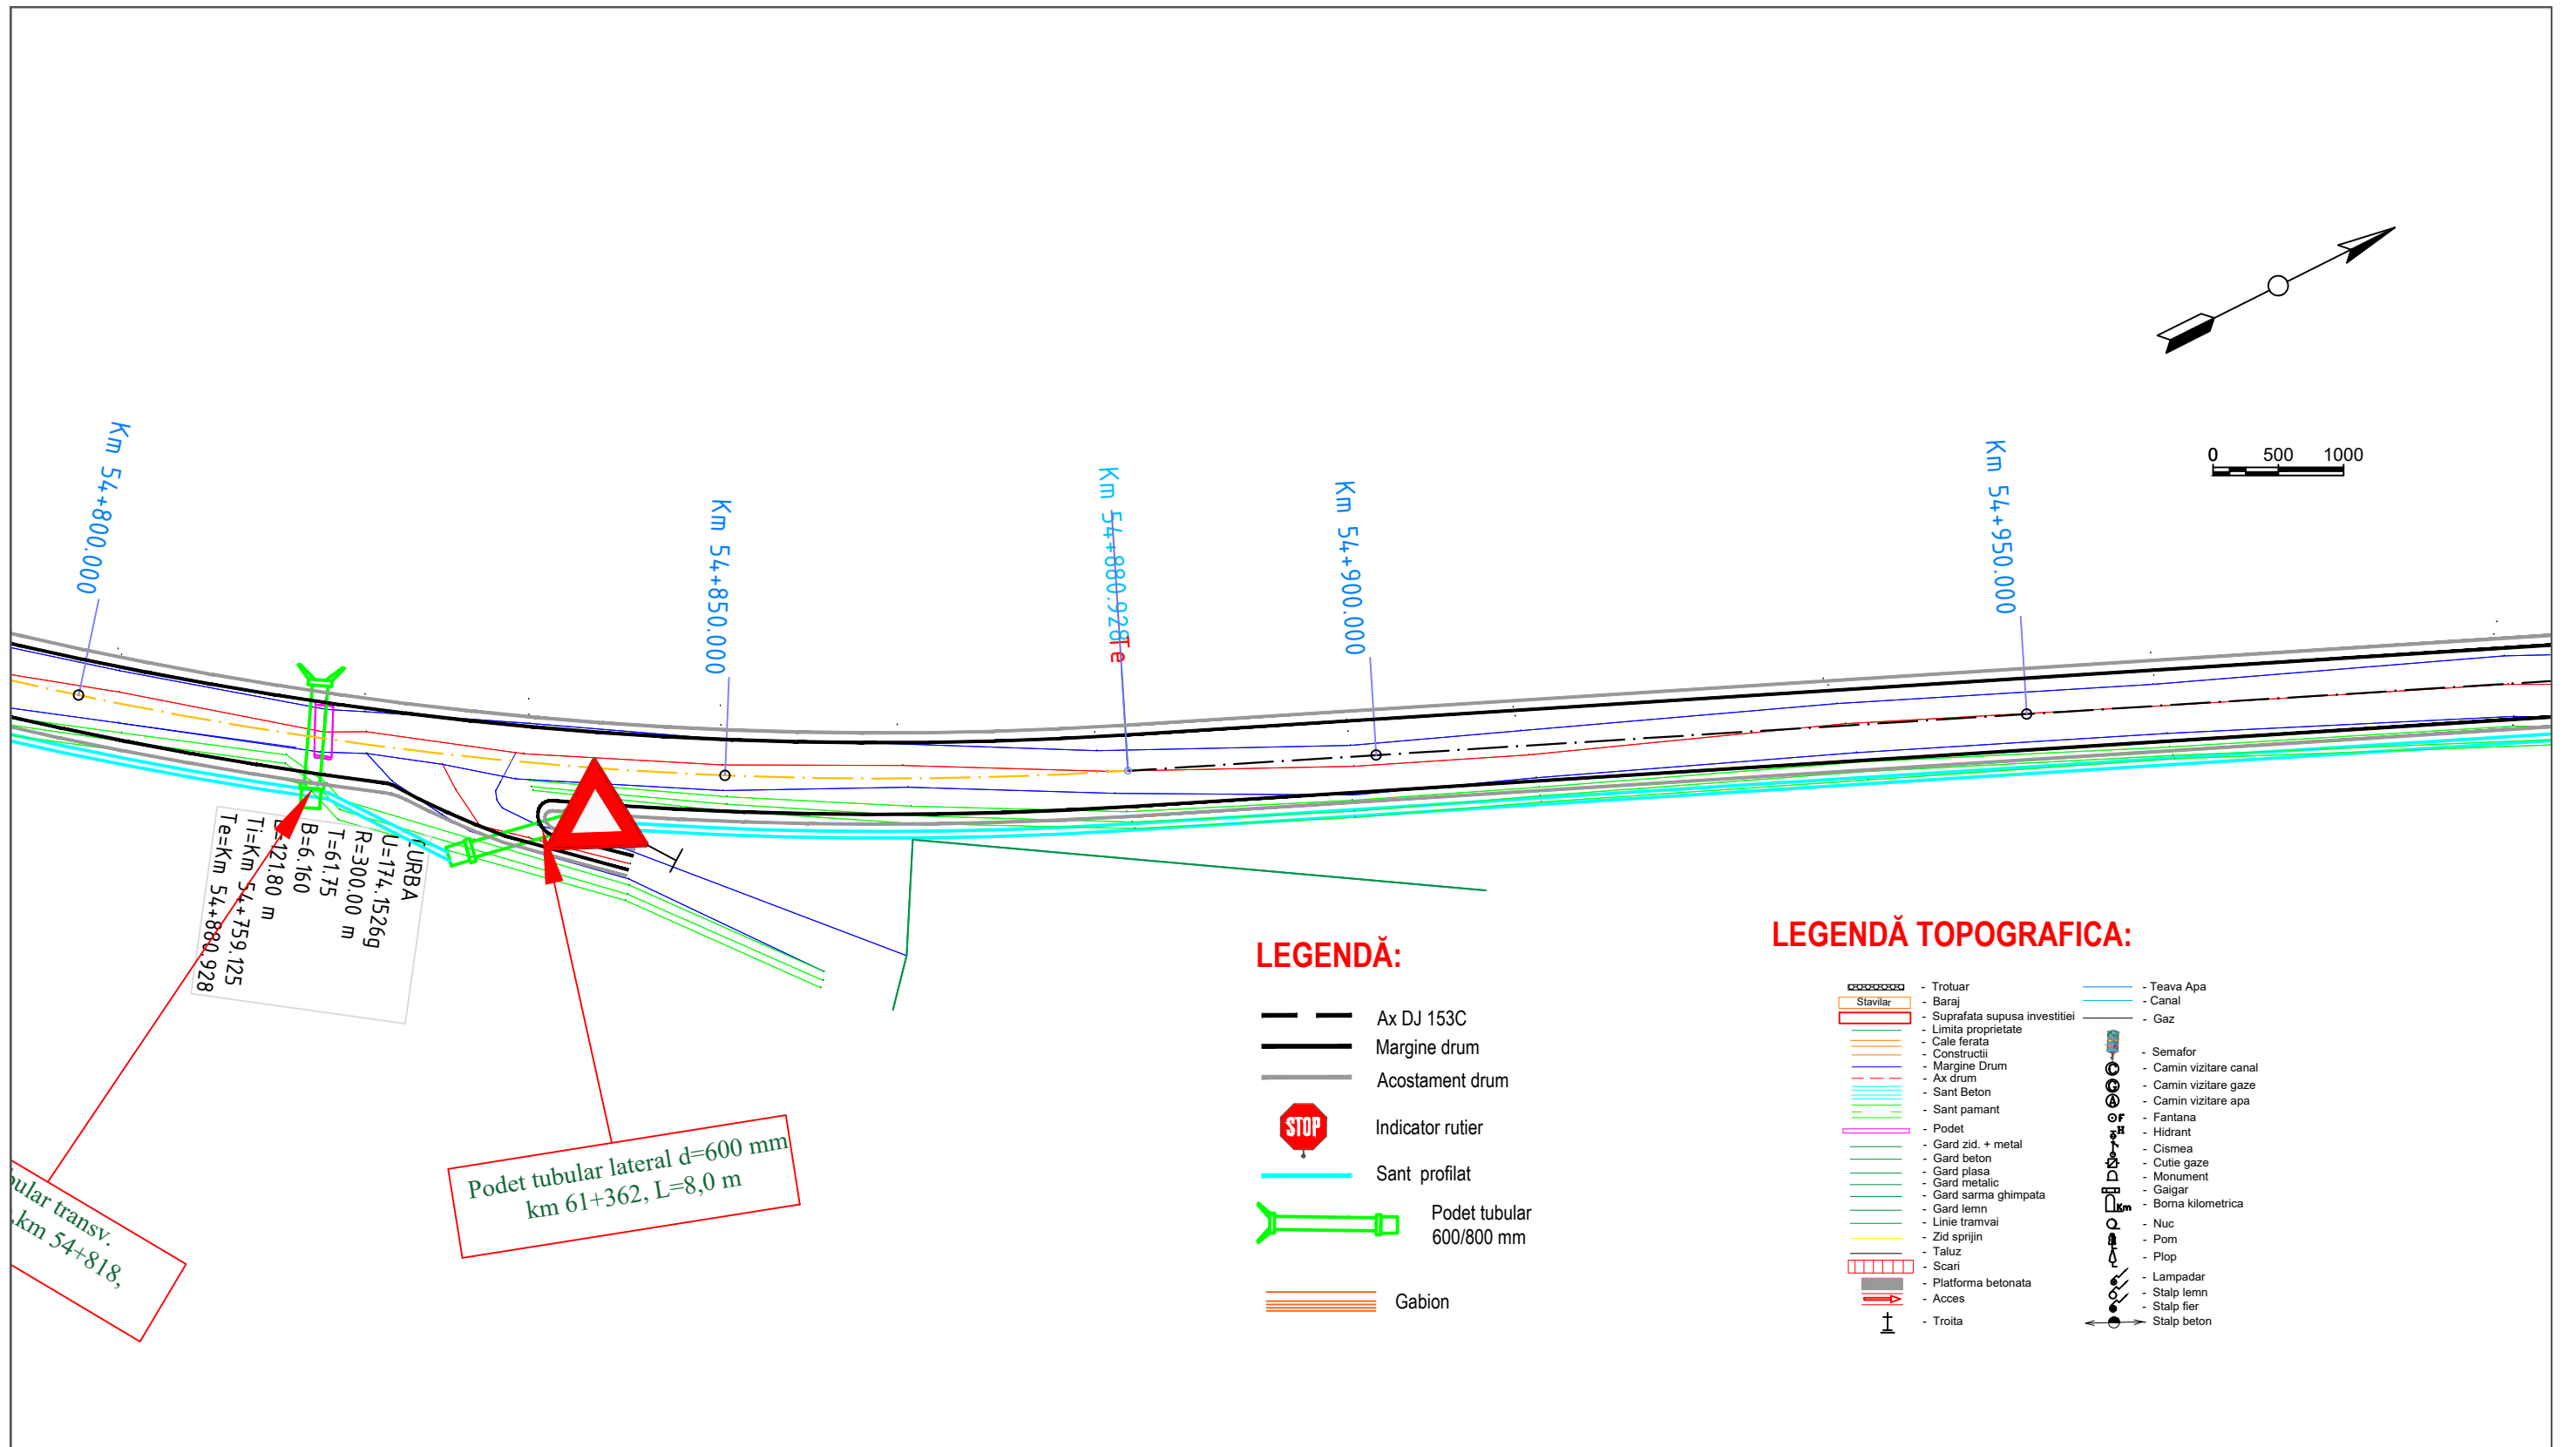 Km 54+800.000
Km 54+850.000
Km 54+880.928
Te
Km 54+900.000
Km 54+950.000
0 500 1000
CURBA
U=174.1526g
R=300.00 m
T=61.75
B=6.160
L=121.80 m
Ti=Km 54+759.125
Te=Km 54+880.928
bular transv.
,km 54+818,
Podet tubular lateral d=600 mm
km 61+362, L=8,0 m
LEGENDĂ:
Ax DJ 153C
Margine drum
Acostament drum
STOP
Indicator rutier
Sant profilat
Podet tubular
600/800 mm
Gabion
LEGENDĂ TOPOGRAFICA:
- Trotuar
Stavilar - Baraj
- Suprafata supusa investitiei
- Limita proprietate
- Cale ferata
- Constructii
- Margine Drum
- Ax drum
- Sant Beton
- Sant pamant
- Podet
- Gard zid. + metal
- Gard beton
- Gard plasa
- Gard metalic
- Gard sarma ghimpata
- Gard lemn
- Linie tramvai
- Zid sprijin
- Taluz
- Scari
- Platforma betonata
- Acces
- Troita
- Teava Apa
- Canal
- Gaz
- Semafor
C - Camin vizitare canal
G - Camin vizitare gaze
A - Camin vizitare apa
F - Fantana
H - Hidrant
- Cismea
- Cutie gaze
- Monument
- Gaigar
Km - Borna kilometrica
- Nuc
- Pom
- Plop
- Lampadar
- Stalp lemn
- Stalp fier
- Stalp beton